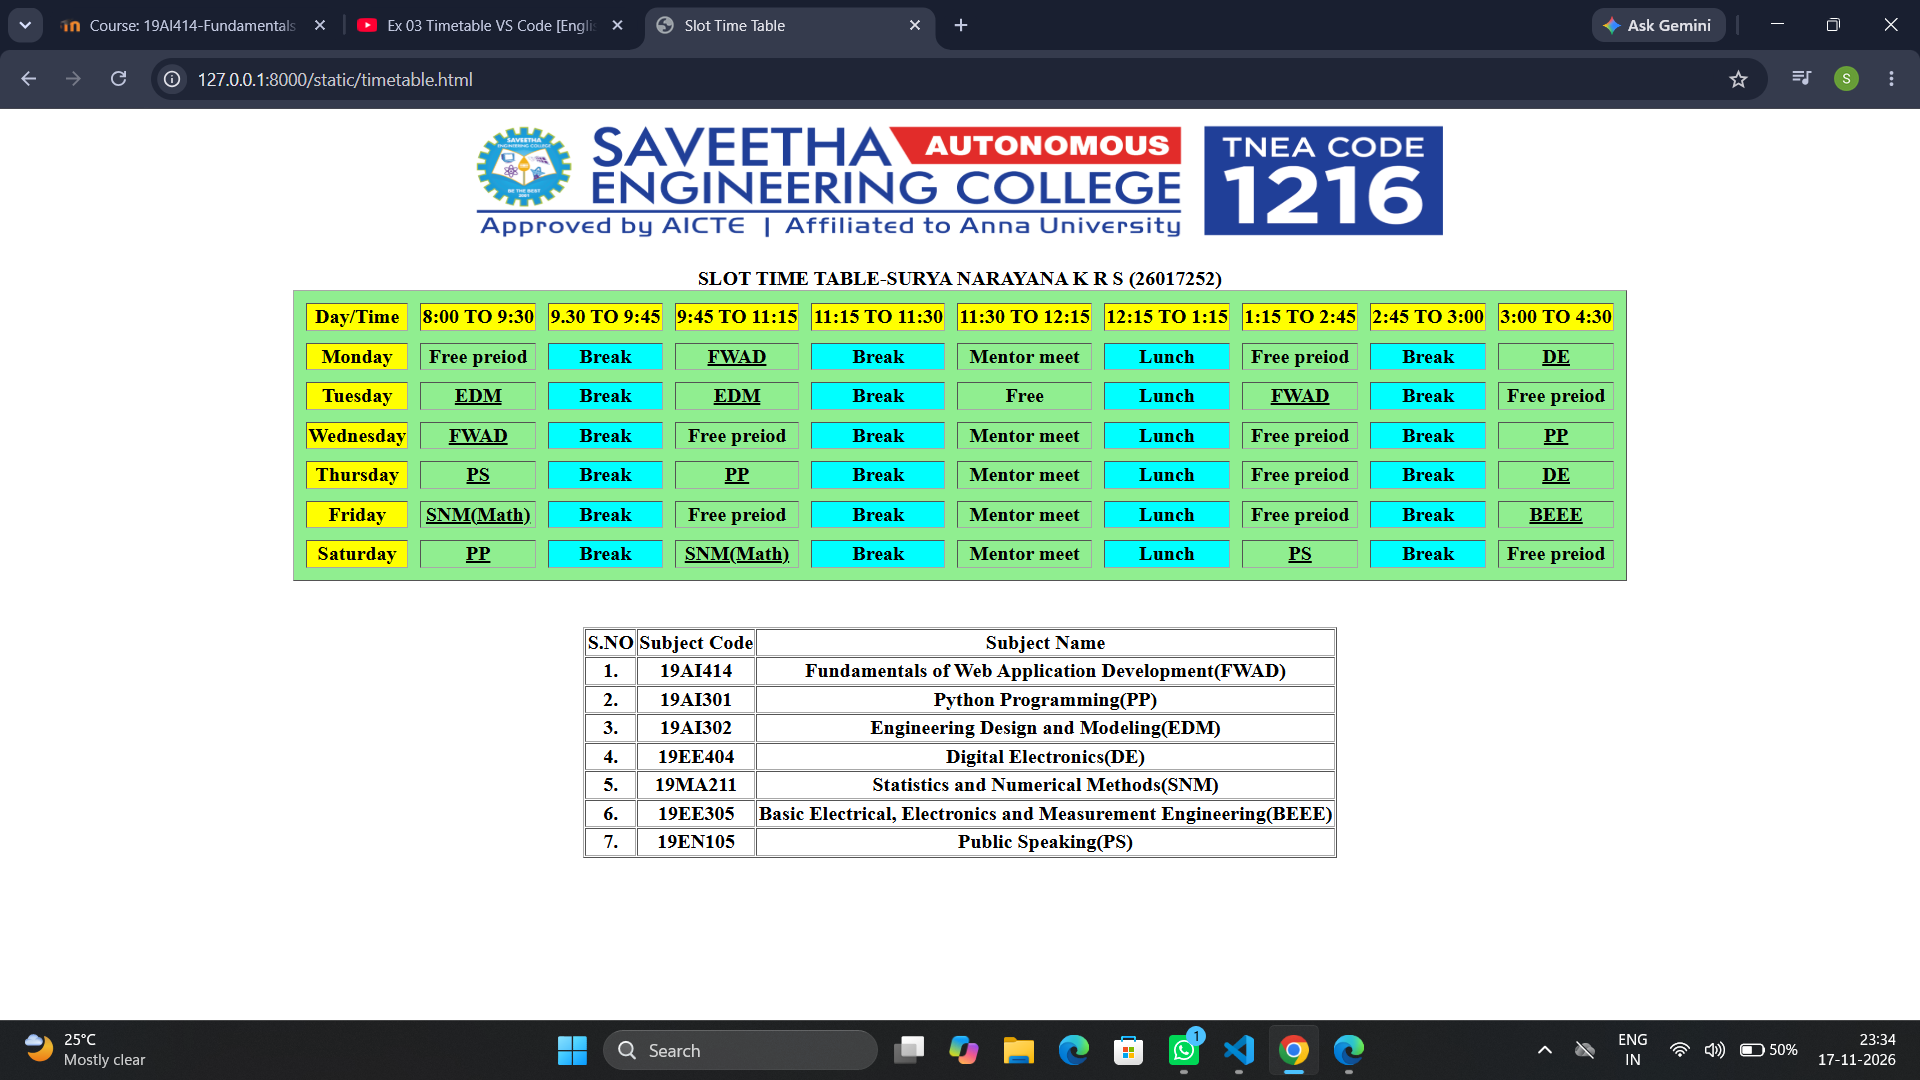 Course: 19AI414-Fundamentals
Ex 03 Timetable VS Code [Engli
Slot Time Table
Ask Gemini
127.0.0.1:8000/static/timetable.html
S
SAVEETHA AUTONOMOUS
ENGINEERING COLLEGE
Approved by AICTE | Affiliated to Anna University
TNEA CODE
1216
SAVEETHA
ENGINEERING COLLEGE
BE THE BEST
SLOT TIME TABLE-SURYA NARAYANA K R S (26017252)
Day/Time 8:00 TO 9:30 9.30 TO 9:45 9:45 TO 11:15 11:15 TO 11:30 11:30 TO 12:15 12:15 TO 1:15 1:15 TO 2:45 2:45 TO 3:00 3:00 TO 4:30
Monday Free preiod Break FWAD Break Mentor meet Lunch Free preiod Break DE
Tuesday EDM Break EDM Break Free Lunch FWAD Break Free preiod
Wednesday FWAD Break Free preiod Break Mentor meet Lunch Free preiod Break PP
Thursday PS Break PP Break Mentor meet Lunch Free preiod Break DE
Friday SNM(Math) Break Free preiod Break Mentor meet Lunch Free preiod Break BEEE
Saturday PP Break SNM(Math) Break Mentor meet Lunch PS Break Free preiod
S.NO Subject Code Subject Name
1. 19AI414 Fundamentals of Web Application Development(FWAD)
2. 19AI301 Python Programming(PP)
3. 19AI302 Engineering Design and Modeling(EDM)
4. 19EE404 Digital Electronics(DE)
5. 19MA211 Statistics and Numerical Methods(SNM)
6. 19EE305 Basic Electrical, Electronics and Measurement Engineering(BEEE)
7. 19EN105 Public Speaking(PS)
25°C
Mostly clear
Search
1
ENG
IN
50%
23:34
17-11-2026